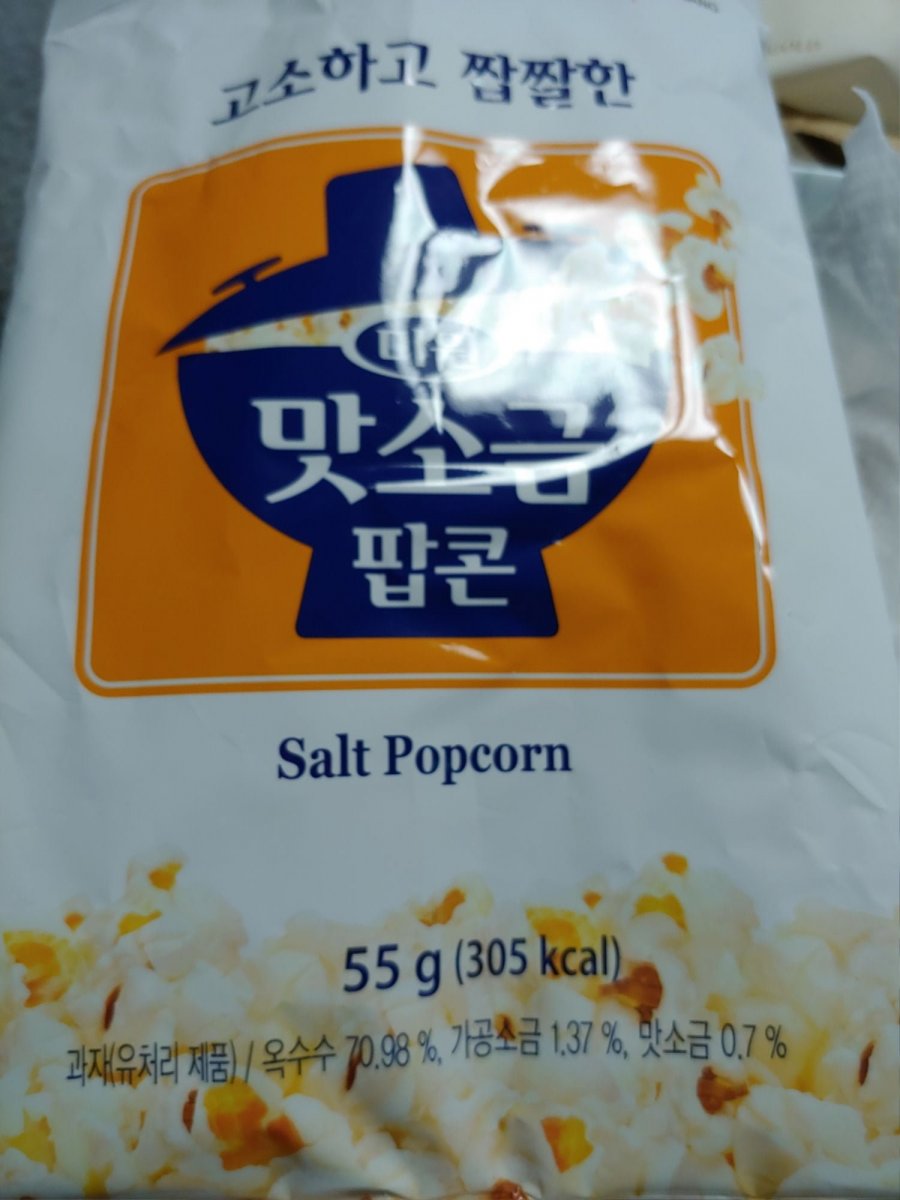 고소하고 짭짤한
맛소금
팝콘
Salt Popcorn
55 g (305 kcal)
과자(유처리 제품) / 옥수수 70.98 %, 가공소금 1.37 %, 맛소금 0.7 %